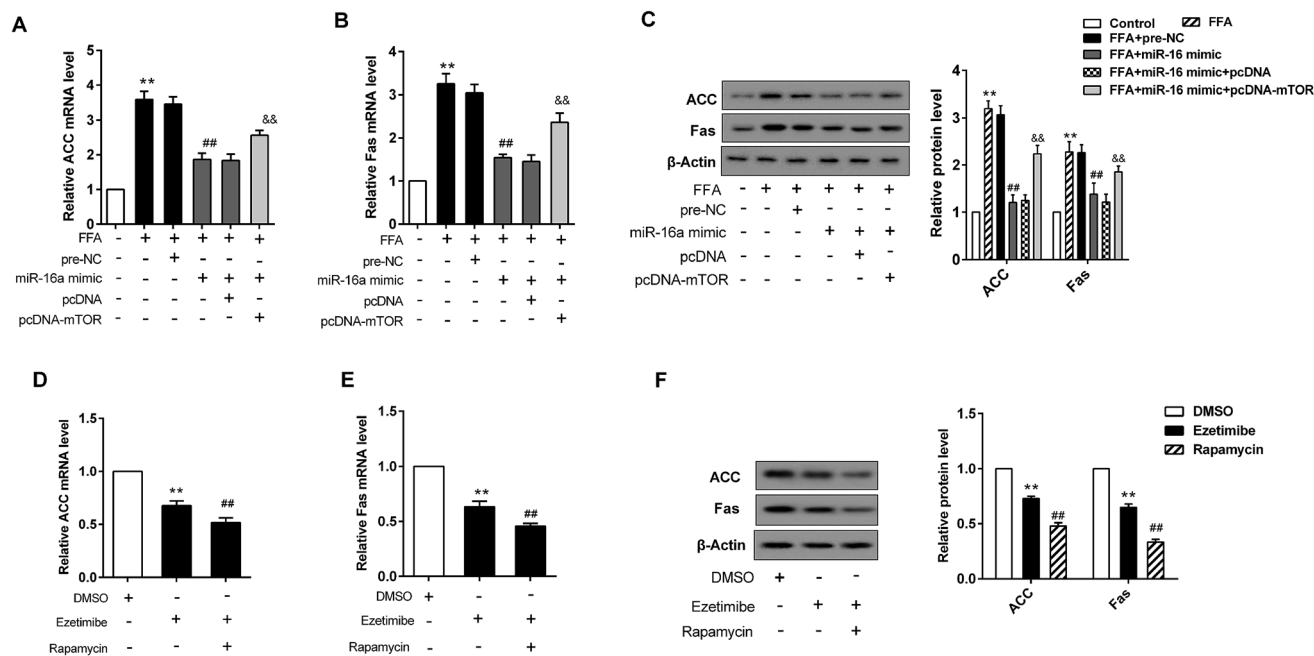 A
Relative ACC mRNA level
5
4
3
2
1
0
**
##
&&
FFA - + + + + +
pre-NC - - + - - -
miR-16a mimic - - - + + +
pcDNA - - - - + -
pcDNA-mTOR - - - - - +
B
Relative Fas mRNA level
5
4
3
2
1
0
**
##
&&
FFA - + + + + +
pre-NC - - + - - -
miR-16a mimic - - - + + +
pcDNA - - - - + -
pcDNA-mTOR - - - - - +
C
ACC
Fas
β-Actin
FFA - + + + + +
pre-NC - - + - - -
miR-16a mimic - - - + + +
pcDNA - - - - + -
pcDNA-mTOR - - - - - +
Control FFA
FFA+pre-NC
FFA+miR-16 mimic
FFA+miR-16 mimic+pcDNA
FFA+miR-16 mimic+pcDNA-mTOR
Relative protein level
4
3
2
1
0
**
##
&&
**
##
&&
ACC
Fas
D
Relative ACC mRNA level
1.5
1.0
0.5
0.0
**
##
DMSO + - -
Ezetimibe - + +
Rapamycin - - +
E
Relative Fas mRNA level
1.5
1.0
0.5
0.0
**
##
DMSO + - -
Ezetimibe - + +
Rapamycin - - +
F
ACC
Fas
β-Actin
DMSO + - -
Ezetimibe - + +
Rapamycin - - +
DMSO
Ezetimibe
Rapamycin
Relative protein level
1.5
1.0
0.5
0.0
**
##
**
##
ACC
Fas